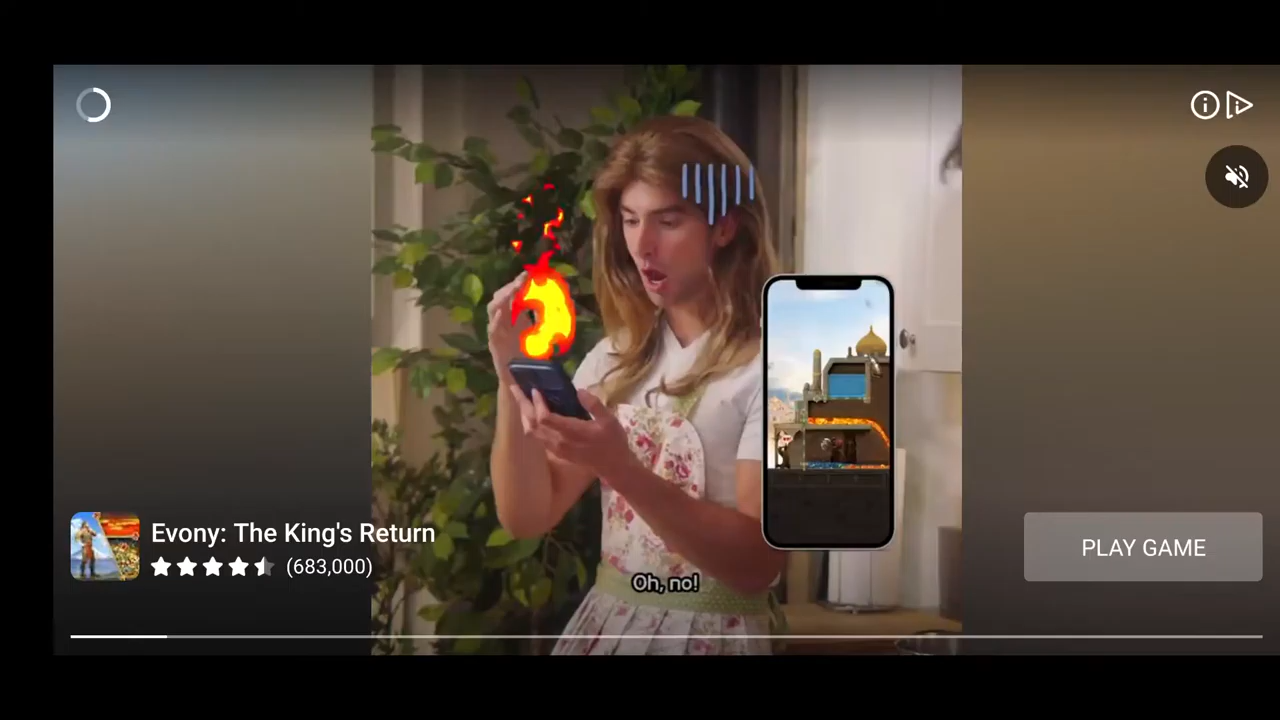 Evony: The King's Return
(683,000)
PLAY GAME
Oh, no!